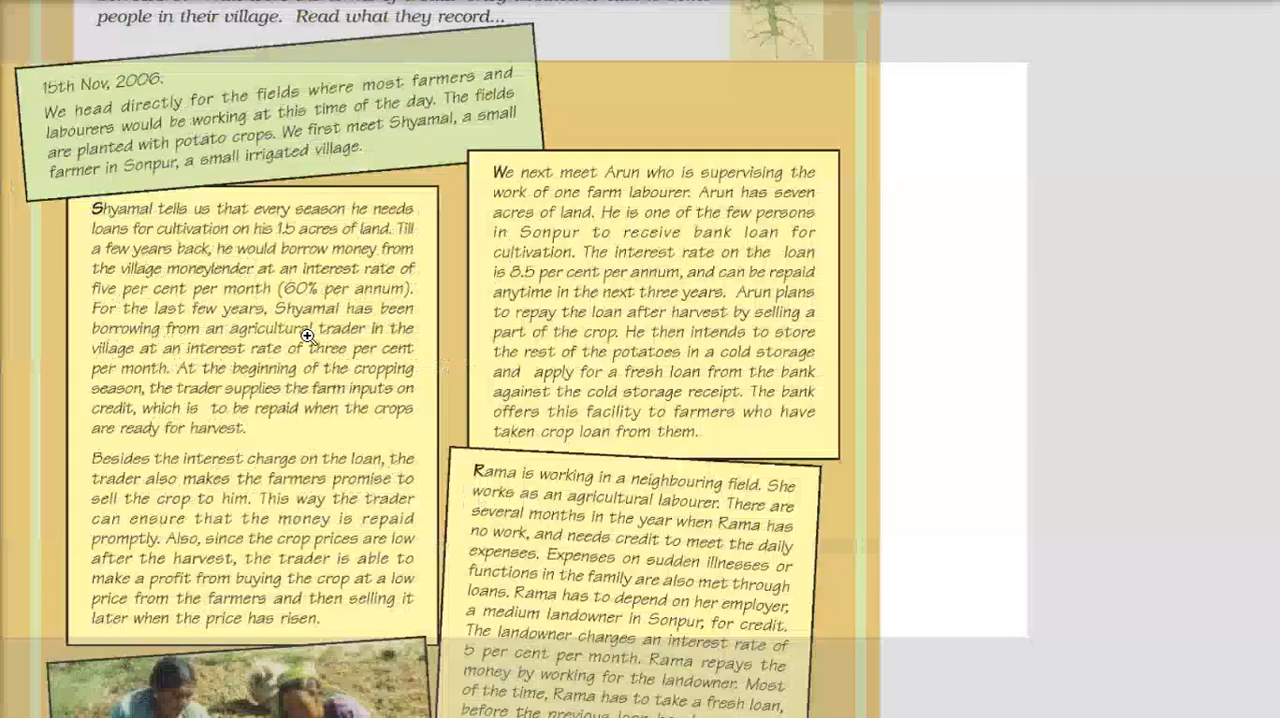 people in their village. Read what they record...
15th Nov, 2006.
We head directly for the fields where most farmers and
labourers would be working at this time of the day. The fields
are planted with potato crops. We first meet Shyamal, a small
farmer in Sonpur, a small irrigated village.
Shyamal tells us that every season he needs
loans for cultivation on his 1.5 acres of land. Till
a few years back, he would borrow money from
the village moneylender at an interest rate of
five per cent per month (60% per annum).
For the last few years, Shyamal has been
borrowing from an agricultural trader in the
village at an interest rate of three per cent
per month. At the beginning of the cropping
season, the trader supplies the farm inputs on
credit, which is to be repaid when the crops
are ready for harvest.
Besides the interest charge on the loan, the
trader also makes the farmers promise to
sell the crop to him. This way the trader
can ensure that the money is repaid
promptly. Also, since the crop prices are low
after the harvest, the trader is able to
make a profit from buying the crop at a low
price from the farmers and then selling it
later when the price has risen.
We next meet Arun who is supervising the
work of one farm labourer. Arun has seven
acres of land. He is one of the few persons
in Sonpur to receive bank loan for
cultivation. The interest rate on the loan
is 8.5 per cent per annum, and can be repaid
anytime in the next three years. Arun plans
to repay the loan after harvest by selling a
part of the crop. He then intends to store
the rest of the potatoes in a cold storage
and apply for a fresh loan from the bank
against the cold storage receipt. The bank
offers this facility to farmers who have
taken crop loan from them.
Rama is working in a neighbouring field. She
works as an agricultural labourer. There are
several months in the year when Rama has
no work, and needs credit to meet the daily
expenses. Expenses on sudden illnesses or
functions in the family are also met through
loans. Rama has to depend on her employer,
a medium landowner in Sonpur, for credit.
The landowner charges an interest rate of
5 per cent per month. Rama repays the
money by working for the landowner. Most
of the time, Rama has to take a fresh loan,
before the previous loan